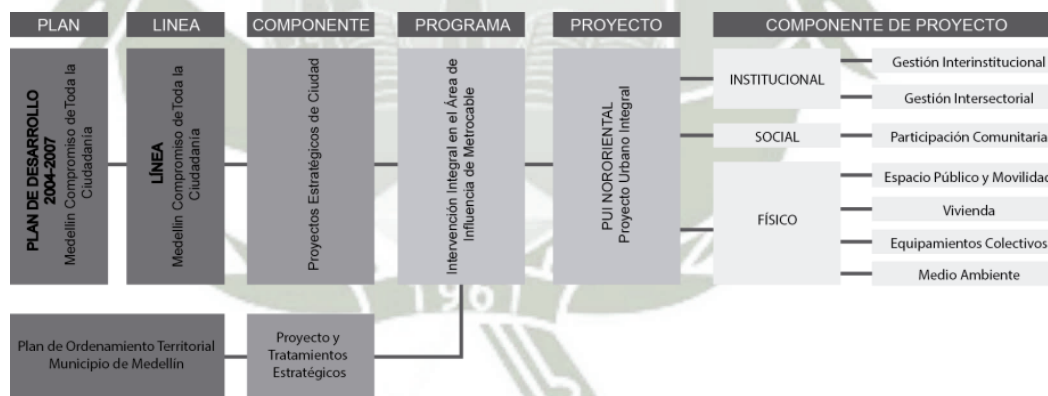 PLAN
LINEA
COMPONENTE
PROGRAMA
PROYECTO
COMPONENTE DE PROYECTO
PLAN DE DESARROLLO
2004-2007
Medellin Compromiso deToda la
Ciudadanía
LÍNEA
Medellin Compromiso deToda la
Ciudadanía
Proyectos Estratégicos de Ciudad
Intervención Integral en el Área de
Influencia de Metrocable
PUI NORORIENTAL
Proyecto Urbano Integral
INSTITUCIONAL
Gestión Interinstitucional
Gestión Intersectorial
SOCIAL
Participación Comunitaria
FÍSICO
Espacio Público y Movilidad
Vivienda
Equipamientos Colectivos
Medio Ambiente
Plan de Ordenamiento Territorial
Municipio de Medellín
Proyecto y
Tratamientos
Estratégicos
1961